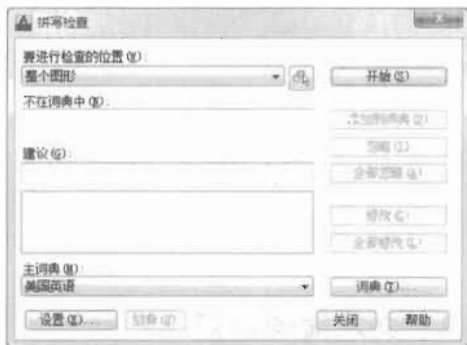 拼写检查
要进行检查的位置(W):
整个图形
开始(S)
不在词典中(N):
添加到词典(D)
建议(G):
忽略(I)
全部忽略(A)
修改(C)
全部修改(L)
主词典(M):
美国英语
词典(T)...
设置(E)...
放弃(U)
关闭
帮助